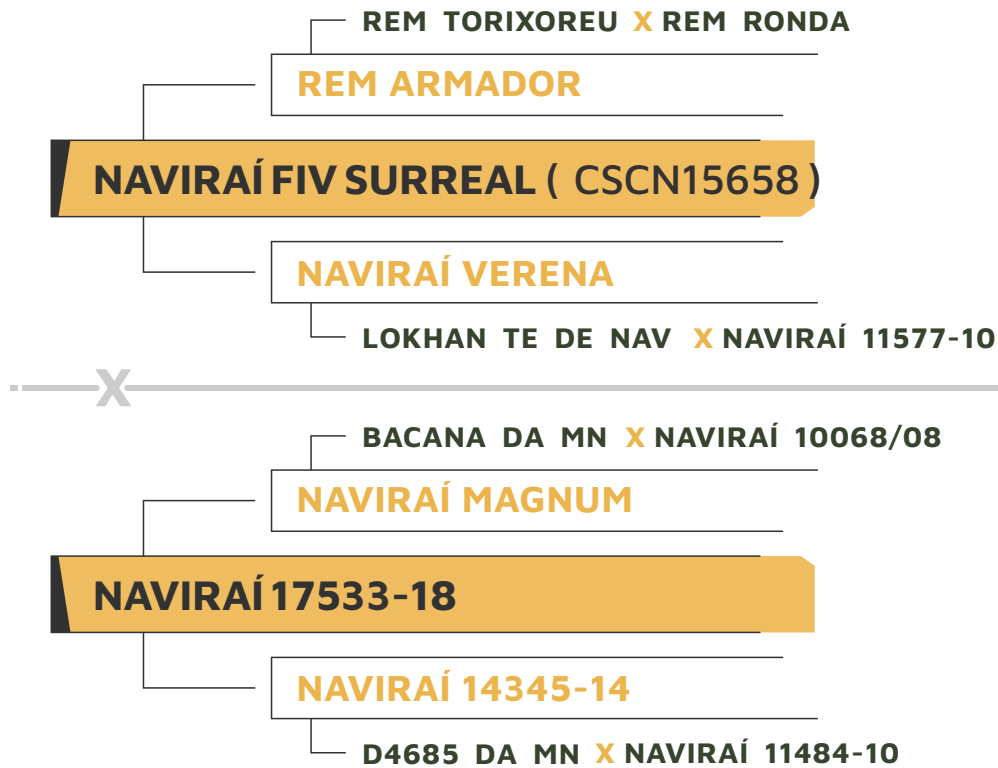 REM TORIXOREU X REM RONDA
REM ARMADOR
NAVIRAÍ FIV SURREAL ( CSCN15658 )
NAVIRAÍ VERENA
LOKHAN TE DE NAV X NAVIRAÍ 11577-10
X
BACANA DA MN X NAVIRAÍ 10068/08
NAVIRAÍ MAGNUM
NAVIRAÍ 17533-18
NAVIRAÍ 14345-14
D4685 DA MN X NAVIRAÍ 11484-10